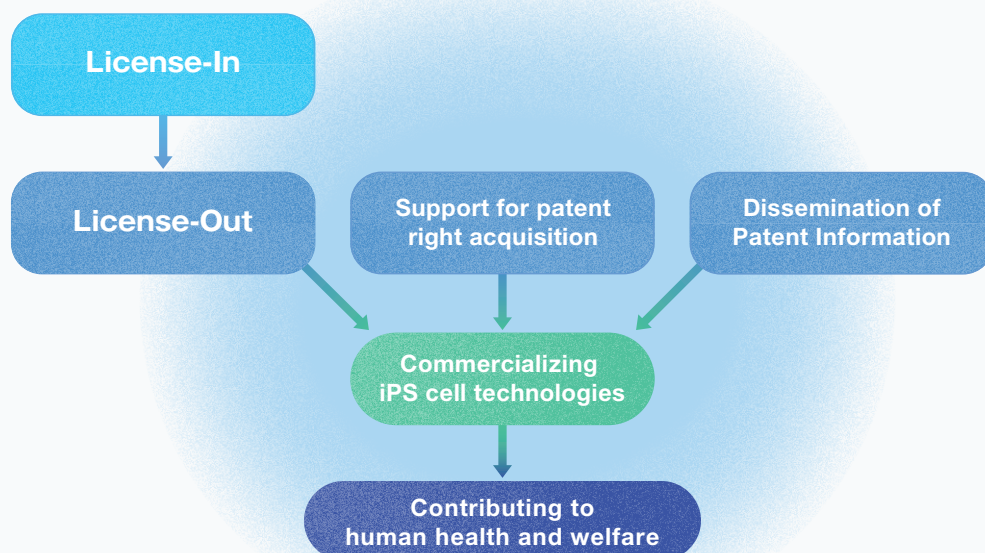 License-In
License-Out
Support for patent
right acquisition
Dissemination of
Patent Information
Commercializing
iPS cell technologies
Contributing to
human health and welfare